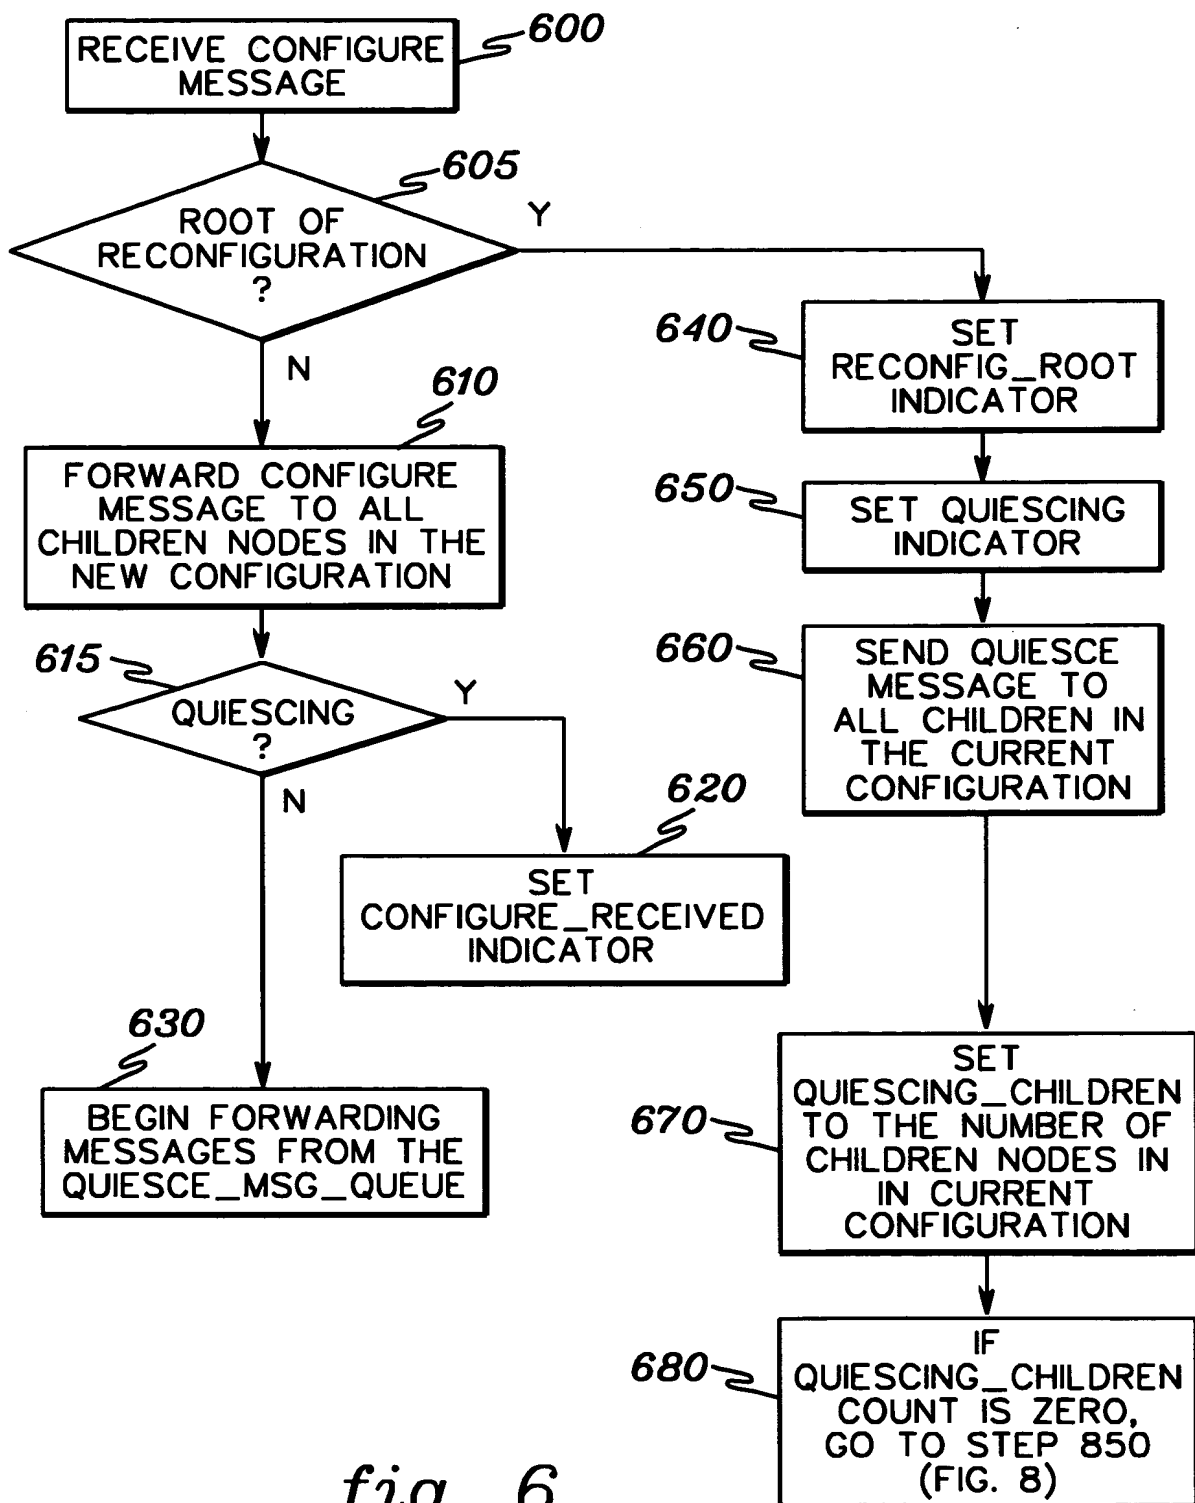 RECEIVE CONFIGURE
MESSAGE
600
605
ROOT OF
RECONFIGURATION
?
Y
N
640
SET
RECONFIG_ROOT
INDICATOR
610
FORWARD CONFIGURE
MESSAGE TO ALL
CHILDREN NODES IN THE
NEW CONFIGURATION
650
SET QUIESCING
INDICATOR
615
QUIESCING
?
Y
N
660
SEND QUIESCE
MESSAGE TO
ALL CHILDREN IN
THE CURRENT
CONFIGURATION
620
SET
CONFIGURE_RECEIVED
INDICATOR
630
BEGIN FORWARDING
MESSAGES FROM THE
QUIESCE_MSG_QUEUE
670
SET
QUIESCING_CHILDREN
TO THE NUMBER OF
CHILDREN NODES IN
IN CURRENT
CONFIGURATION
680
IF
QUIESCING_CHILDREN
COUNT IS ZERO,
GO TO STEP 850
(FIG. 8)
fig. 6